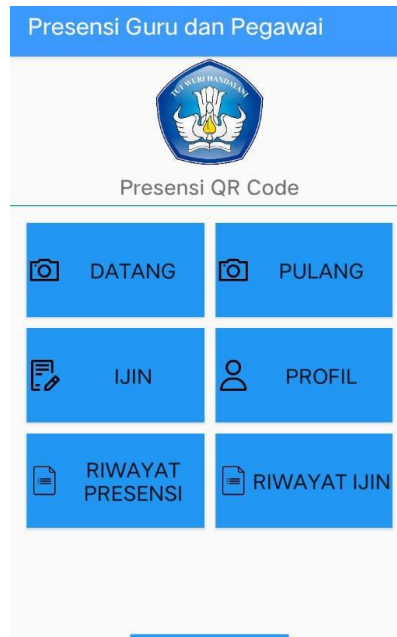 Presensi Guru dan Pegawai
TUT WURI HANDAYANI
Presensi QR Code
DATANG
PULANG
IJIN
PROFIL
RIWAYAT
PRESENSI
RIWAYAT IJIN